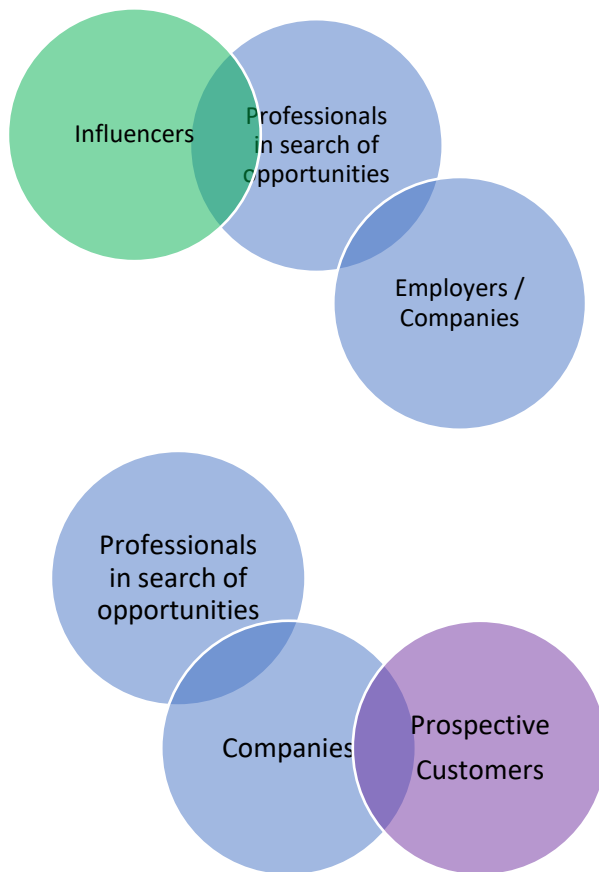 Influencers
Professionals
in search of
opportunities
Employers /
Companies
Professionals
in search of
opportunities
Companies
Prospective
Customers